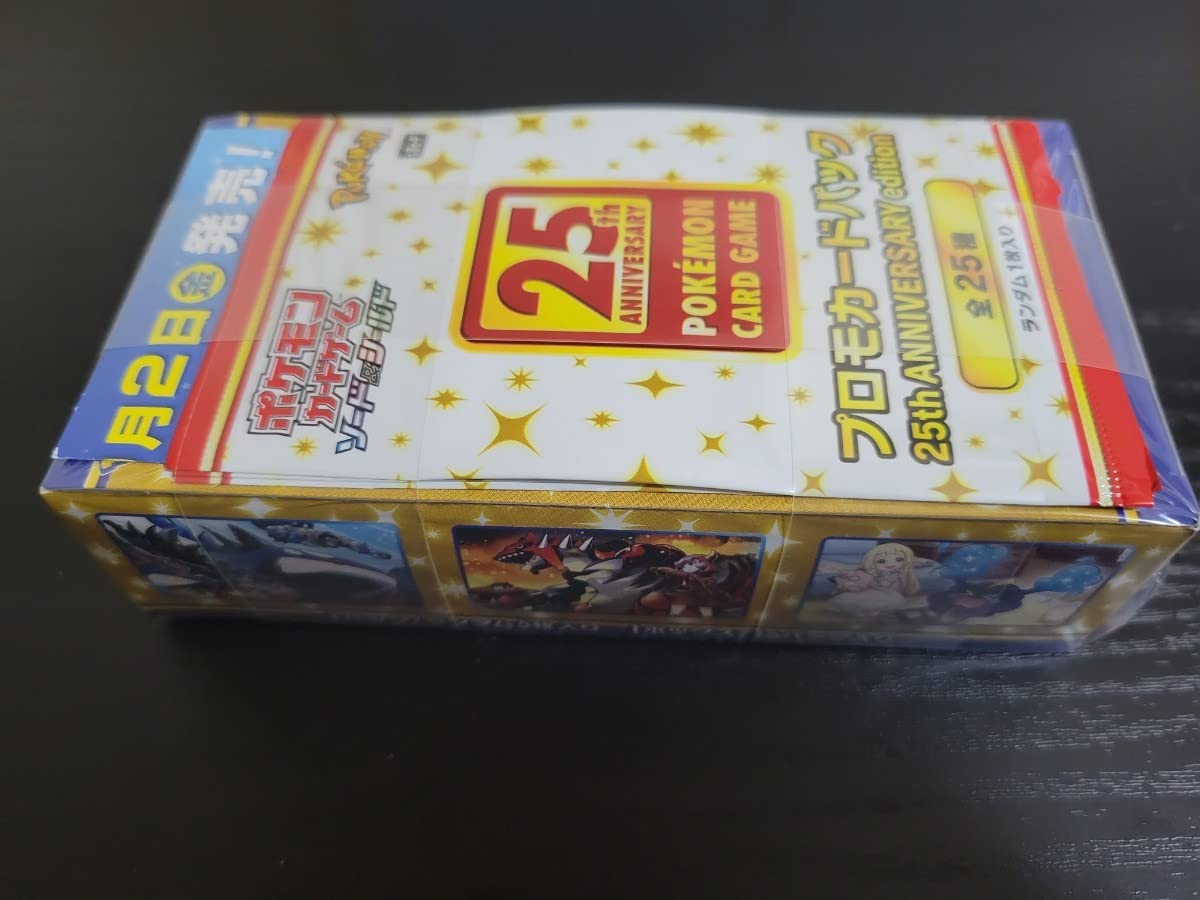 月2日金発売!
Pokémon
ポケモン
カードゲーム
ソード&シールド
25th
ANNIVERSARY
POKÉMON
CARD GAME
プロモカードパック
25th ANNIVERSARY edition
全25種
ランダム1枚入り